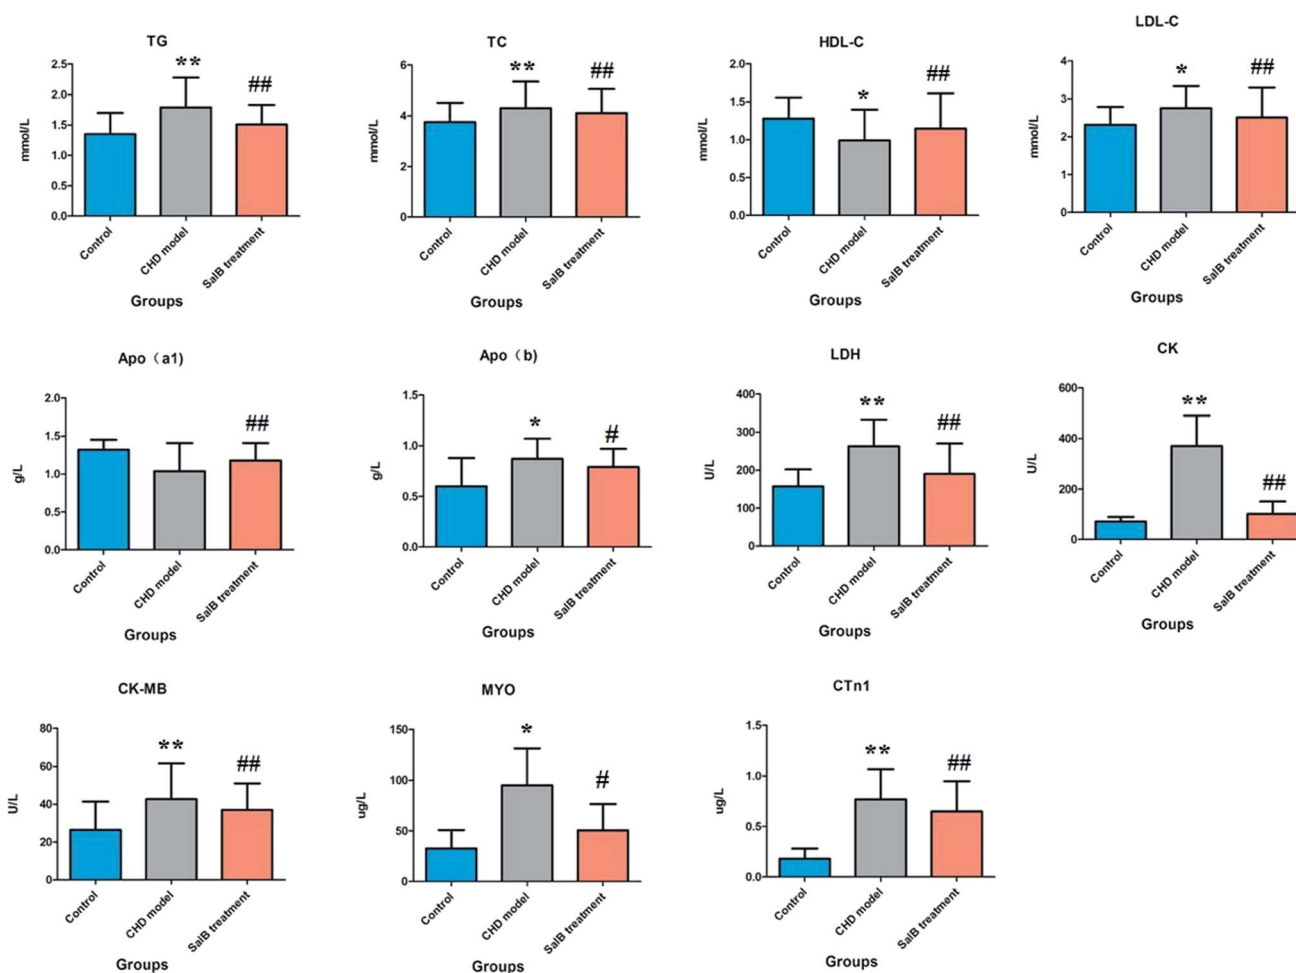 TG
**
##
2.5
2.0
1.5
1.0
0.5
0.0
mmol/L
Control
CHD model
SalB treatment
Groups
TC
**
##
6
4
2
0
mmol/L
Control
CHD model
SalB treatment
Groups
HDL-C
*
##
2.0
1.5
1.0
0.5
0.0
mmol/L
Control
CHD model
SalB treatment
Groups
LDL-C
*
##
4
3
2
1
0
mmol/L
Control
CHD model
SalB treatment
Groups
Apo（a1)
##
2.0
1.5
1.0
0.5
0.0
g/L
Control
CHD model
SalB treatment
Groups
Apo（b)
*
#
1.5
1.0
0.5
0.0
g/L
Control
CHD model
SalB treatment
Groups
LDH
**
##
400
300
200
100
0
U/L
Control
CHD model
SalB treatment
Groups
CK
**
##
600
400
200
0
U/L
Control
CHD model
SalB treatment
Groups
CK-MB
**
##
80
60
40
20
0
U/L
Control
CHD model
SalB treatment
Groups
MYO
*
#
150
100
50
0
ug/L
Control
CHD model
SalB treatment
Groups
CTn1
**
##
1.5
1.0
0.5
0.0
ug/L
Control
CHD model
SalB treatment
Groups